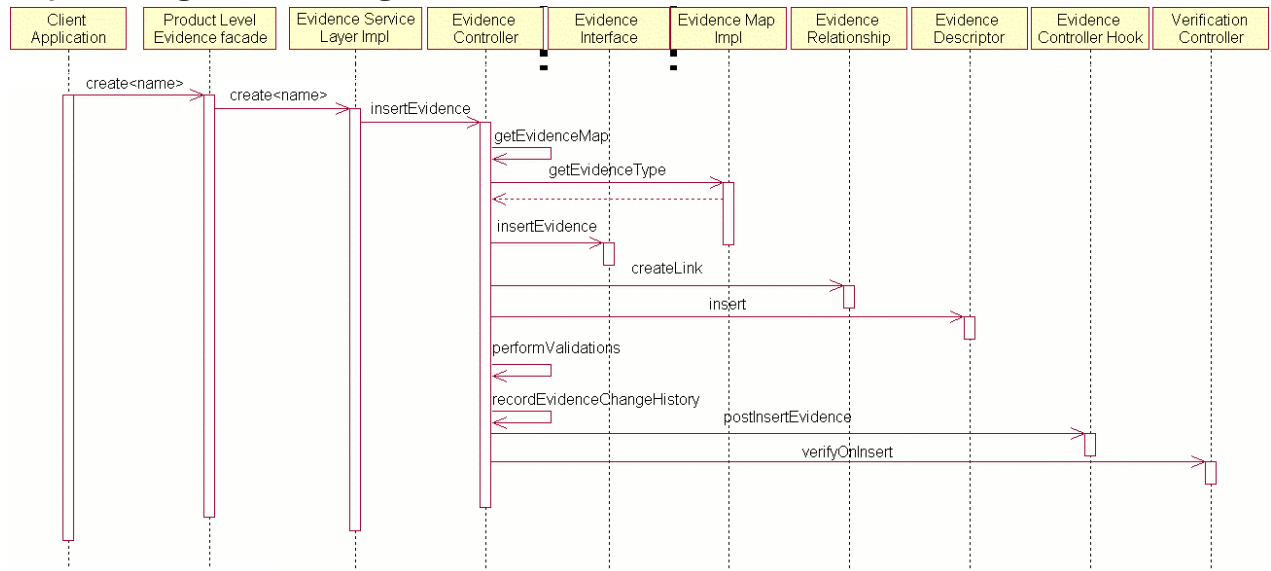 Client
Application
Product Level
Evidence facade
Evidence Service
Layer Impl
Evidence
Controller
Evidence
Interface
Evidence Map
Impl
Evidence
Relationship
Evidence
Descriptor
Evidence
Controller Hook
Verification
Controller
create<name>
create<name>
insertEvidence
getEvidenceMap
getEvidenceType
insertEvidence
createLink
insert
performValidations
recordEvidenceChangeHistory
postInsertEvidence
verifyOnInsert